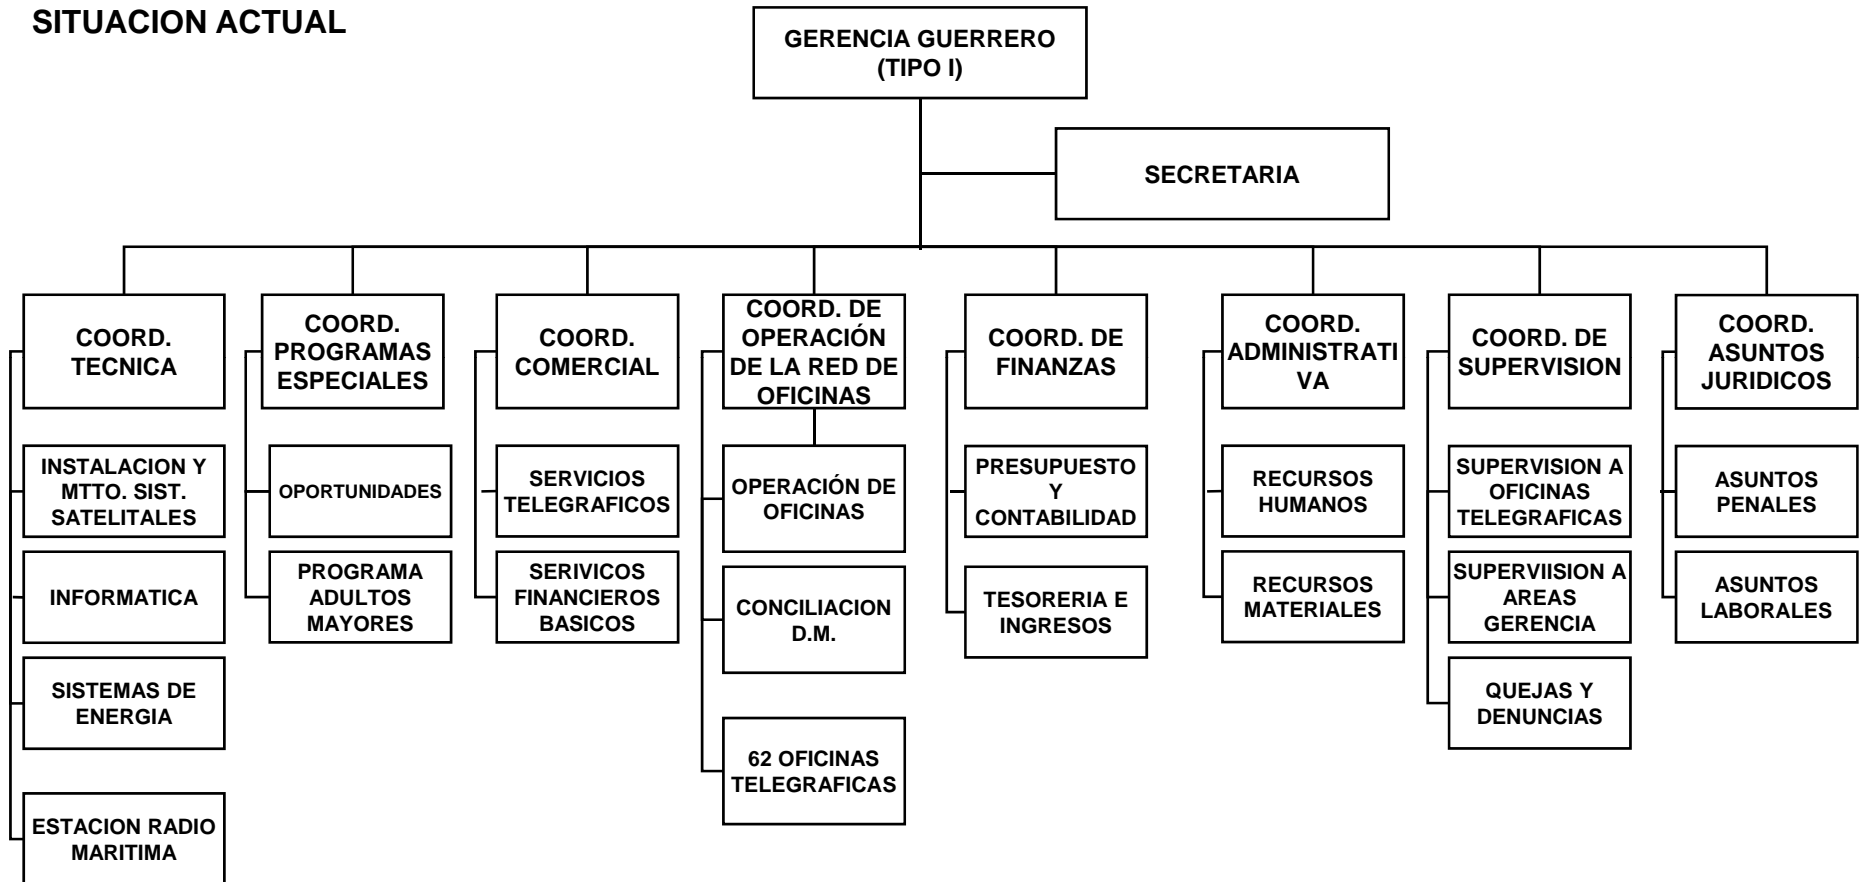 SITUACION ACTUAL
GERENCIA GUERRERO
(TIPO I)
SECRETARIA
COORD.
TECNICA
COORD.
PROGRAMAS
ESPECIALES
COORD.
COMERCIAL
COORD. DE
OPERACIÓN
DE LA RED DE
OFICINAS
COORD. DE
FINANZAS
COORD.
ADMINISTRATI
VA
COORD. DE
SUPERVISION
COORD.
ASUNTOS
JURIDICOS
INSTALACION Y
MTTO. SIST.
SATELITALES
INFORMATICA
SISTEMAS DE
ENERGIA
ESTACION RADIO
MARITIMA
OPORTUNIDADES
PROGRAMA
ADULTOS
MAYORES
SERVICIOS
TELEGRAFICOS
SERIVICOS
FINANCIEROS
BASICOS
OPERACIÓN DE
OFICINAS
CONCILIACION
D.M.
62 OFICINAS
TELEGRAFICAS
PRESUPUESTO
Y
CONTABILIDAD
TESORERIA E
INGRESOS
RECURSOS
HUMANOS
RECURSOS
MATERIALES
SUPERVISION A
OFICINAS
TELEGRAFICAS
SUPERVIISION A
AREAS
GERENCIA
QUEJAS Y
DENUNCIAS
ASUNTOS
PENALES
ASUNTOS
LABORALES